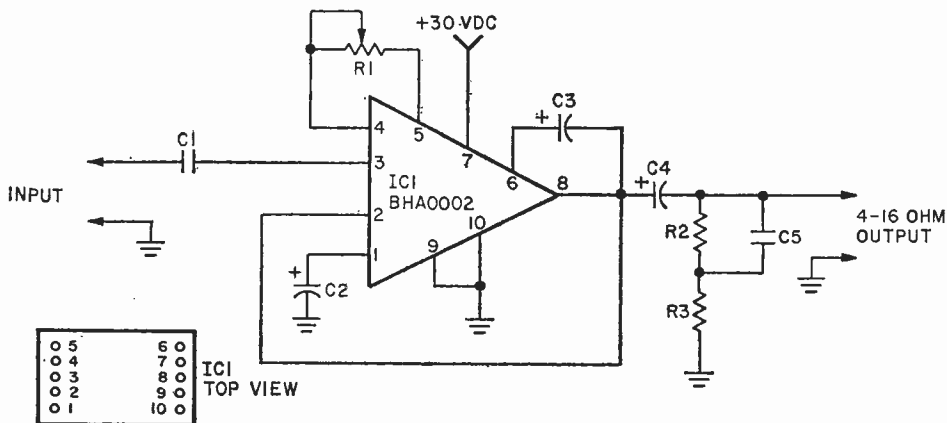 +30 VDC
R1
C3
C1
4
5
7
6
8
C4
3
INPUT
IC1
BHA0002
2
10
9
1
+
+
+
C2
R2
C5
R3
4-16 OHM
OUTPUT
5 6
4 7
3 8
2 9
1 10
IC1
TOP VIEW